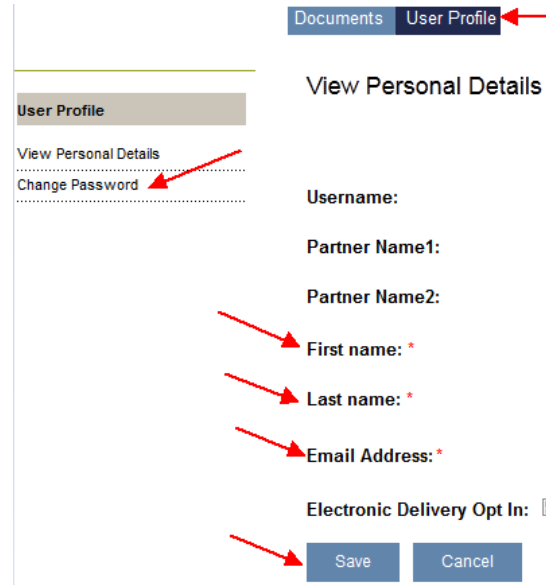 Documents User Profile
View Personal Details
User Profile
View Personal Details
Change Password
Username:
Partner Name1:
Partner Name2:
First name: *
Last name: *
Email Address: *
Electronic Delivery Opt In:
Save Cancel